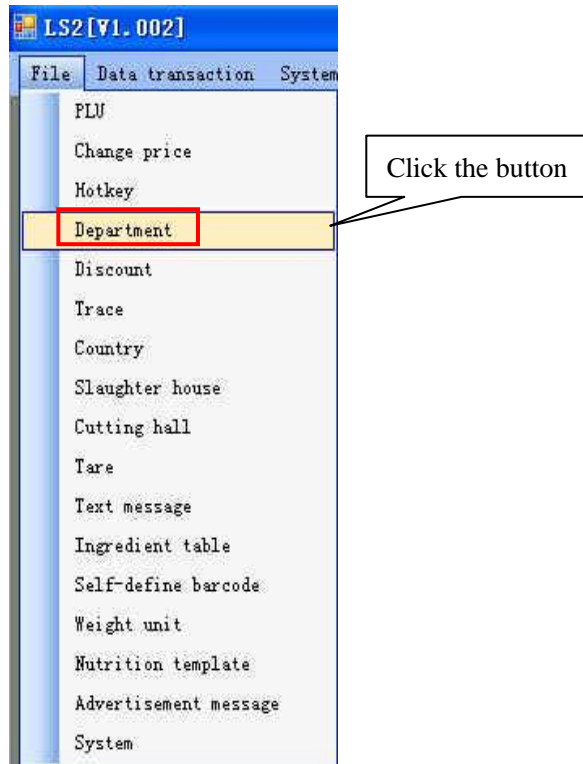 LS2[V1.002]
File Data transaction System
PLU
Change price
Hotkey
Department
Discount
Trace
Country
Slaughter house
Cutting hall
Tare
Text message
Ingredient table
Self-define barcode
Weight unit
Nutrition template
Advertisement message
System
Click the button